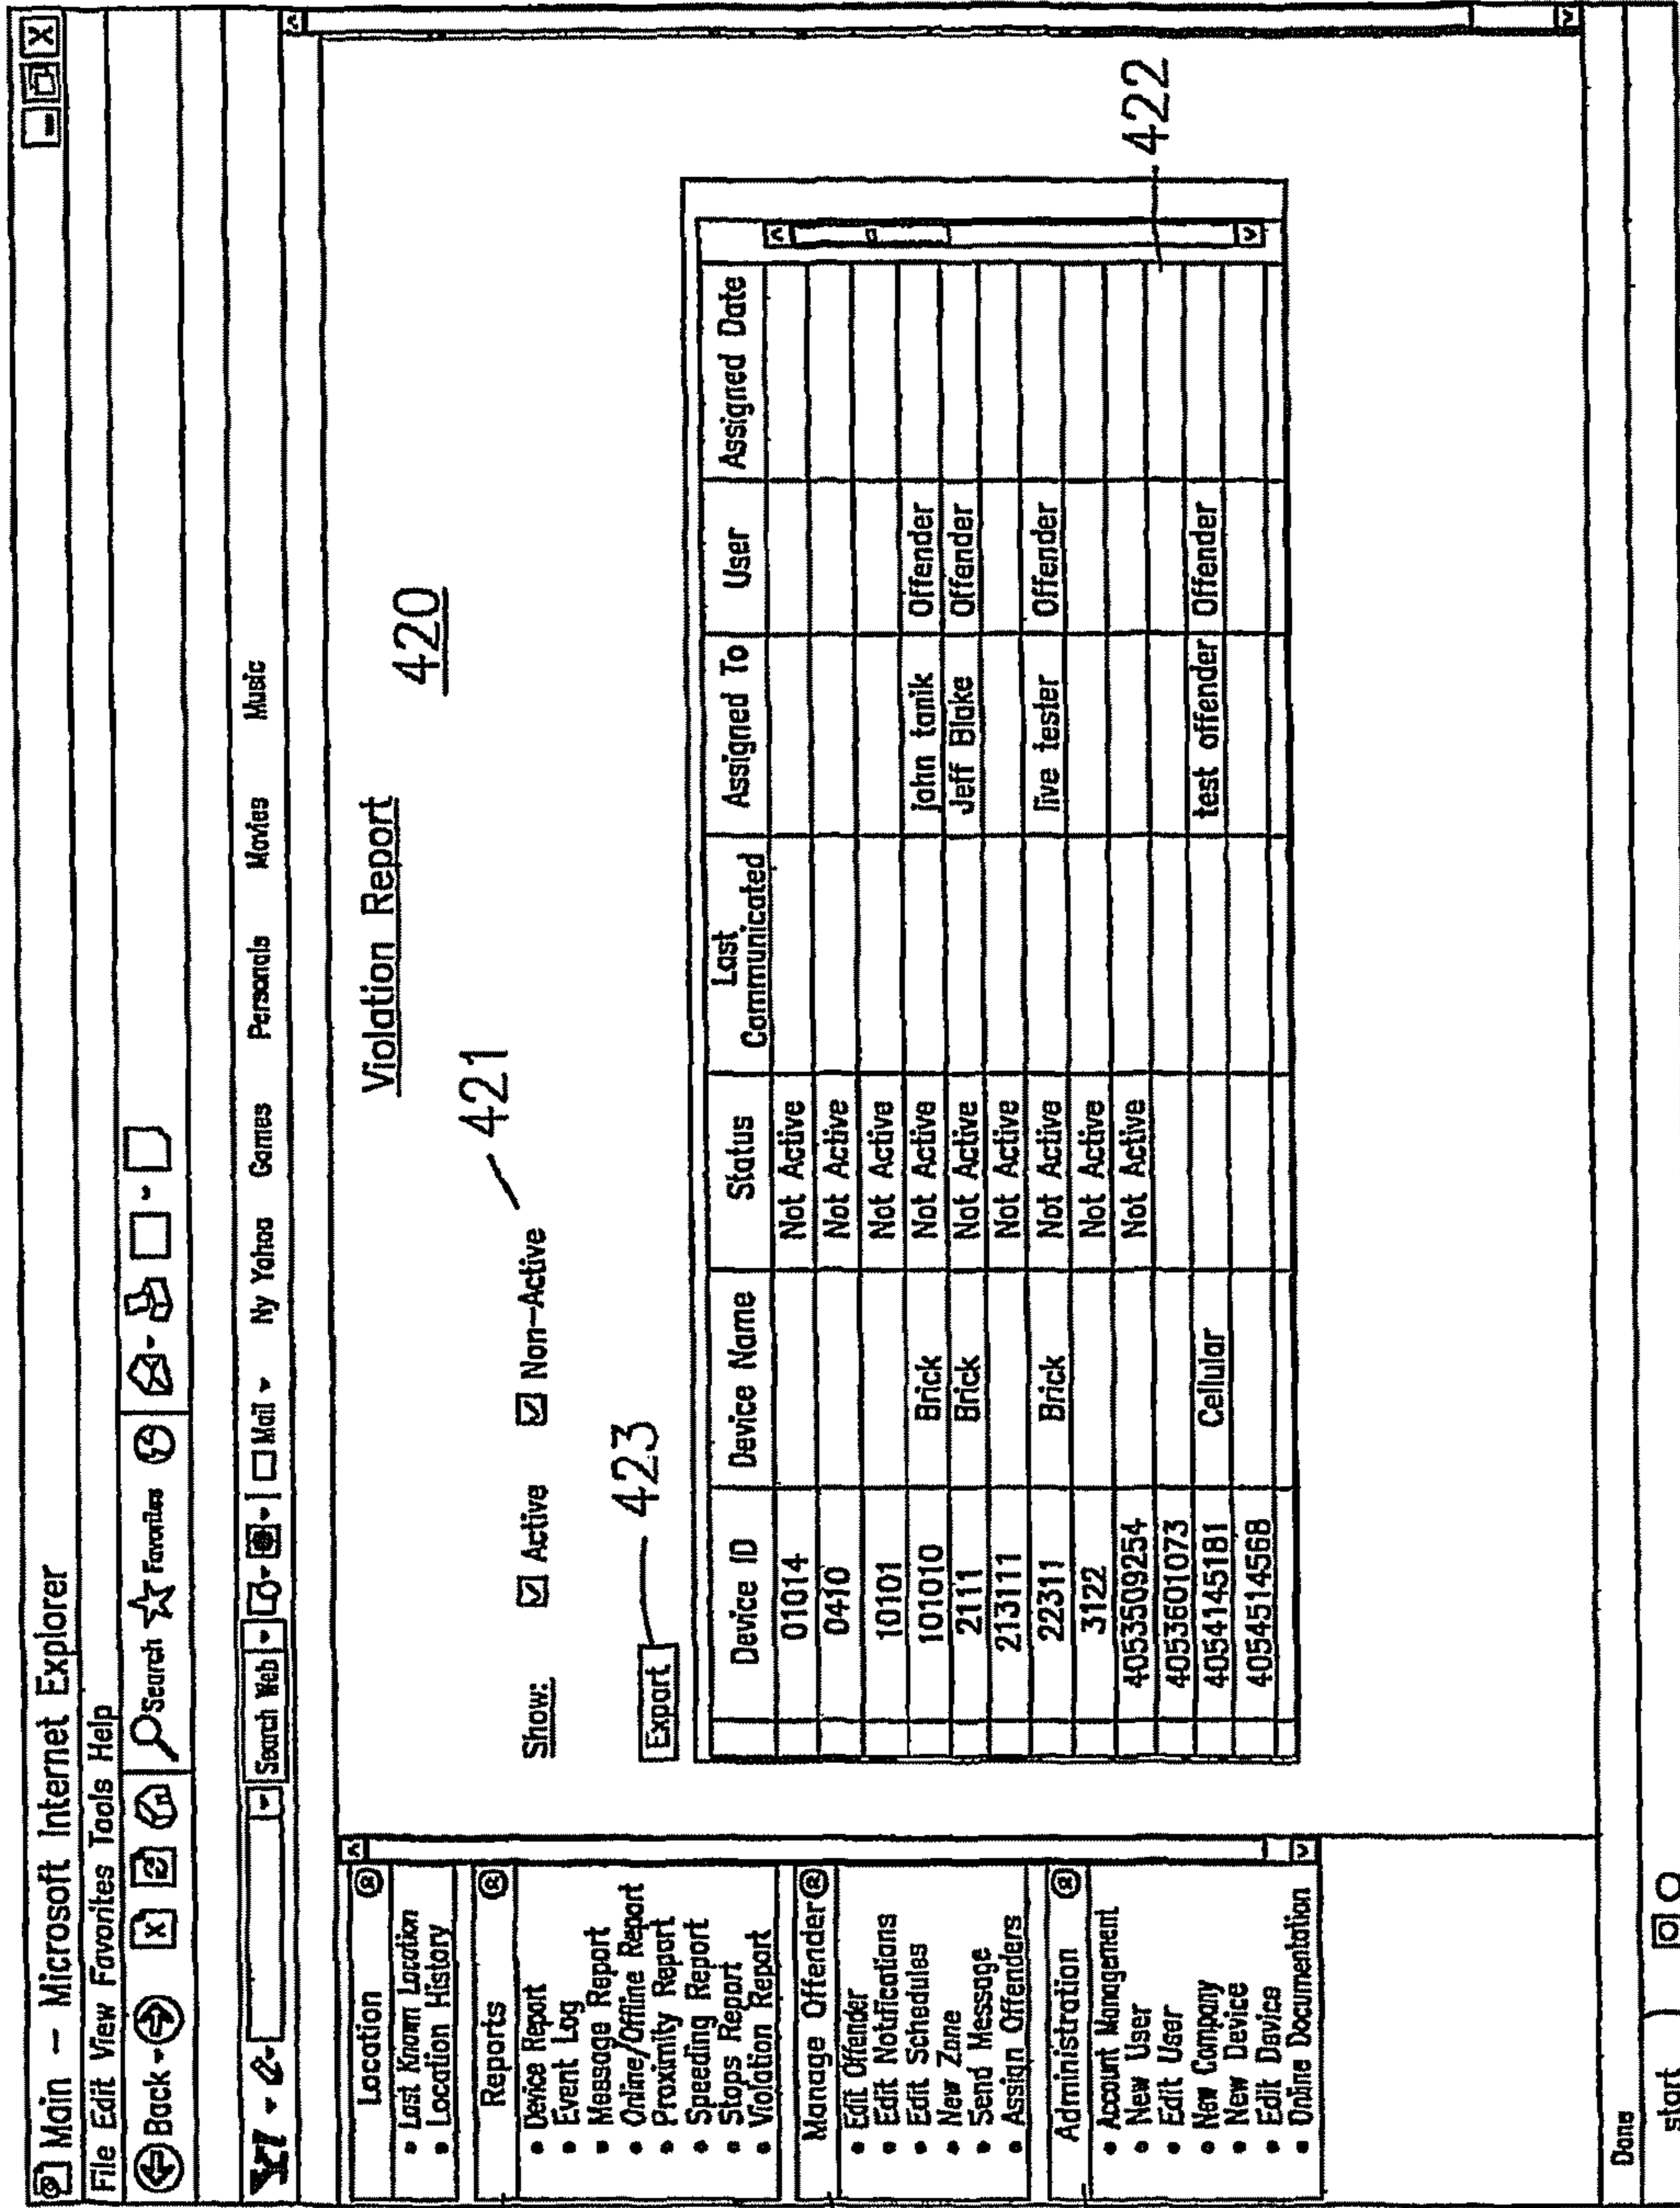 Main – Microsoft Internet Explorer
File Edit View Favorites Tools Help
Back Search Favorites
Search Web Mail Ny Yahoo Games Personals Movies Music
Location
• Last Known Location
• Location History
Reports
• Device Report
• Event Log
• Message Report
• Online/Offline Report
• Proximity Report
• Speeding Report
• Stops Report
• Violation Report
Manage Offender
• Edit Offender
• Edit Notifications
• Edit Schedules
• New Zone
• Send Message
• Assign Offenders
Administration
• Account Management
• New User
• Edit User
• New Company
• New Device
• Edit Device
• Online Documentation
Violation Report
420
Show: Active Non-Active 421
Export 423
Device ID Device Name Status Last Communicated Assigned To User Assigned Date
01014 Not Active
0410 Not Active
10101 Not Active
101010 Brick Not Active john tanik Offender
2111 Brick Not Active Jeff Blake Offender
213111 Not Active
22311 Brick Not Active live tester Offender
3122 Not Active
4053509254 Not Active
4053601073
4054145181 Cellular test offender Offender
4054514568
422
Done
start